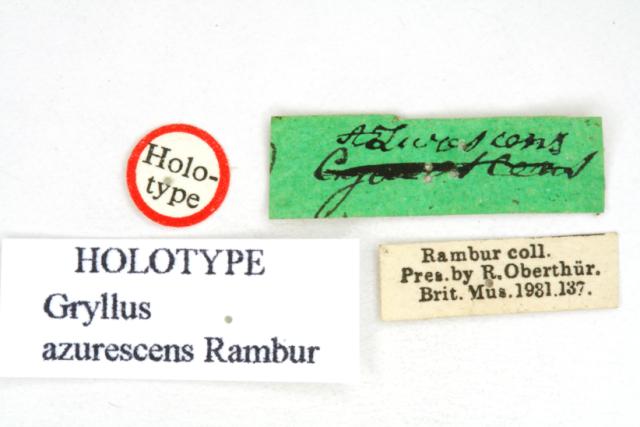 Holo-
type
azurescens
HOLOTYPE
Gryllus
azurescens Rambur
Rambur coll.
Pres. by R. Oberthür.
Brit. Mus. 1981.137.